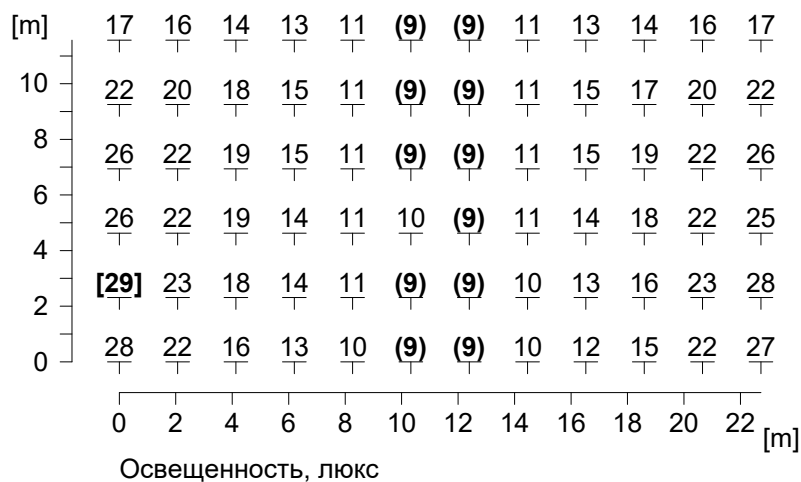 [m] 17 16 14 13 11 (9) (9) 11 13 14 16 17
10 22 20 18 15 11 (9) (9) 11 15 17 20 22
8
26 22 19 15 11 (9) (9) 11 15 19 22 26
6
26 22 19 14 11 10 (9) 11 14 18 22 25
4
[29] 23 18 14 11 (9) (9) 10 13 16 23 28
2
0 28 22 16 13 10 (9) (9) 10 12 15 22 27
0 2 4 6 8 10 12 14 16 18 20 22 [m]
Освещенность, люкс